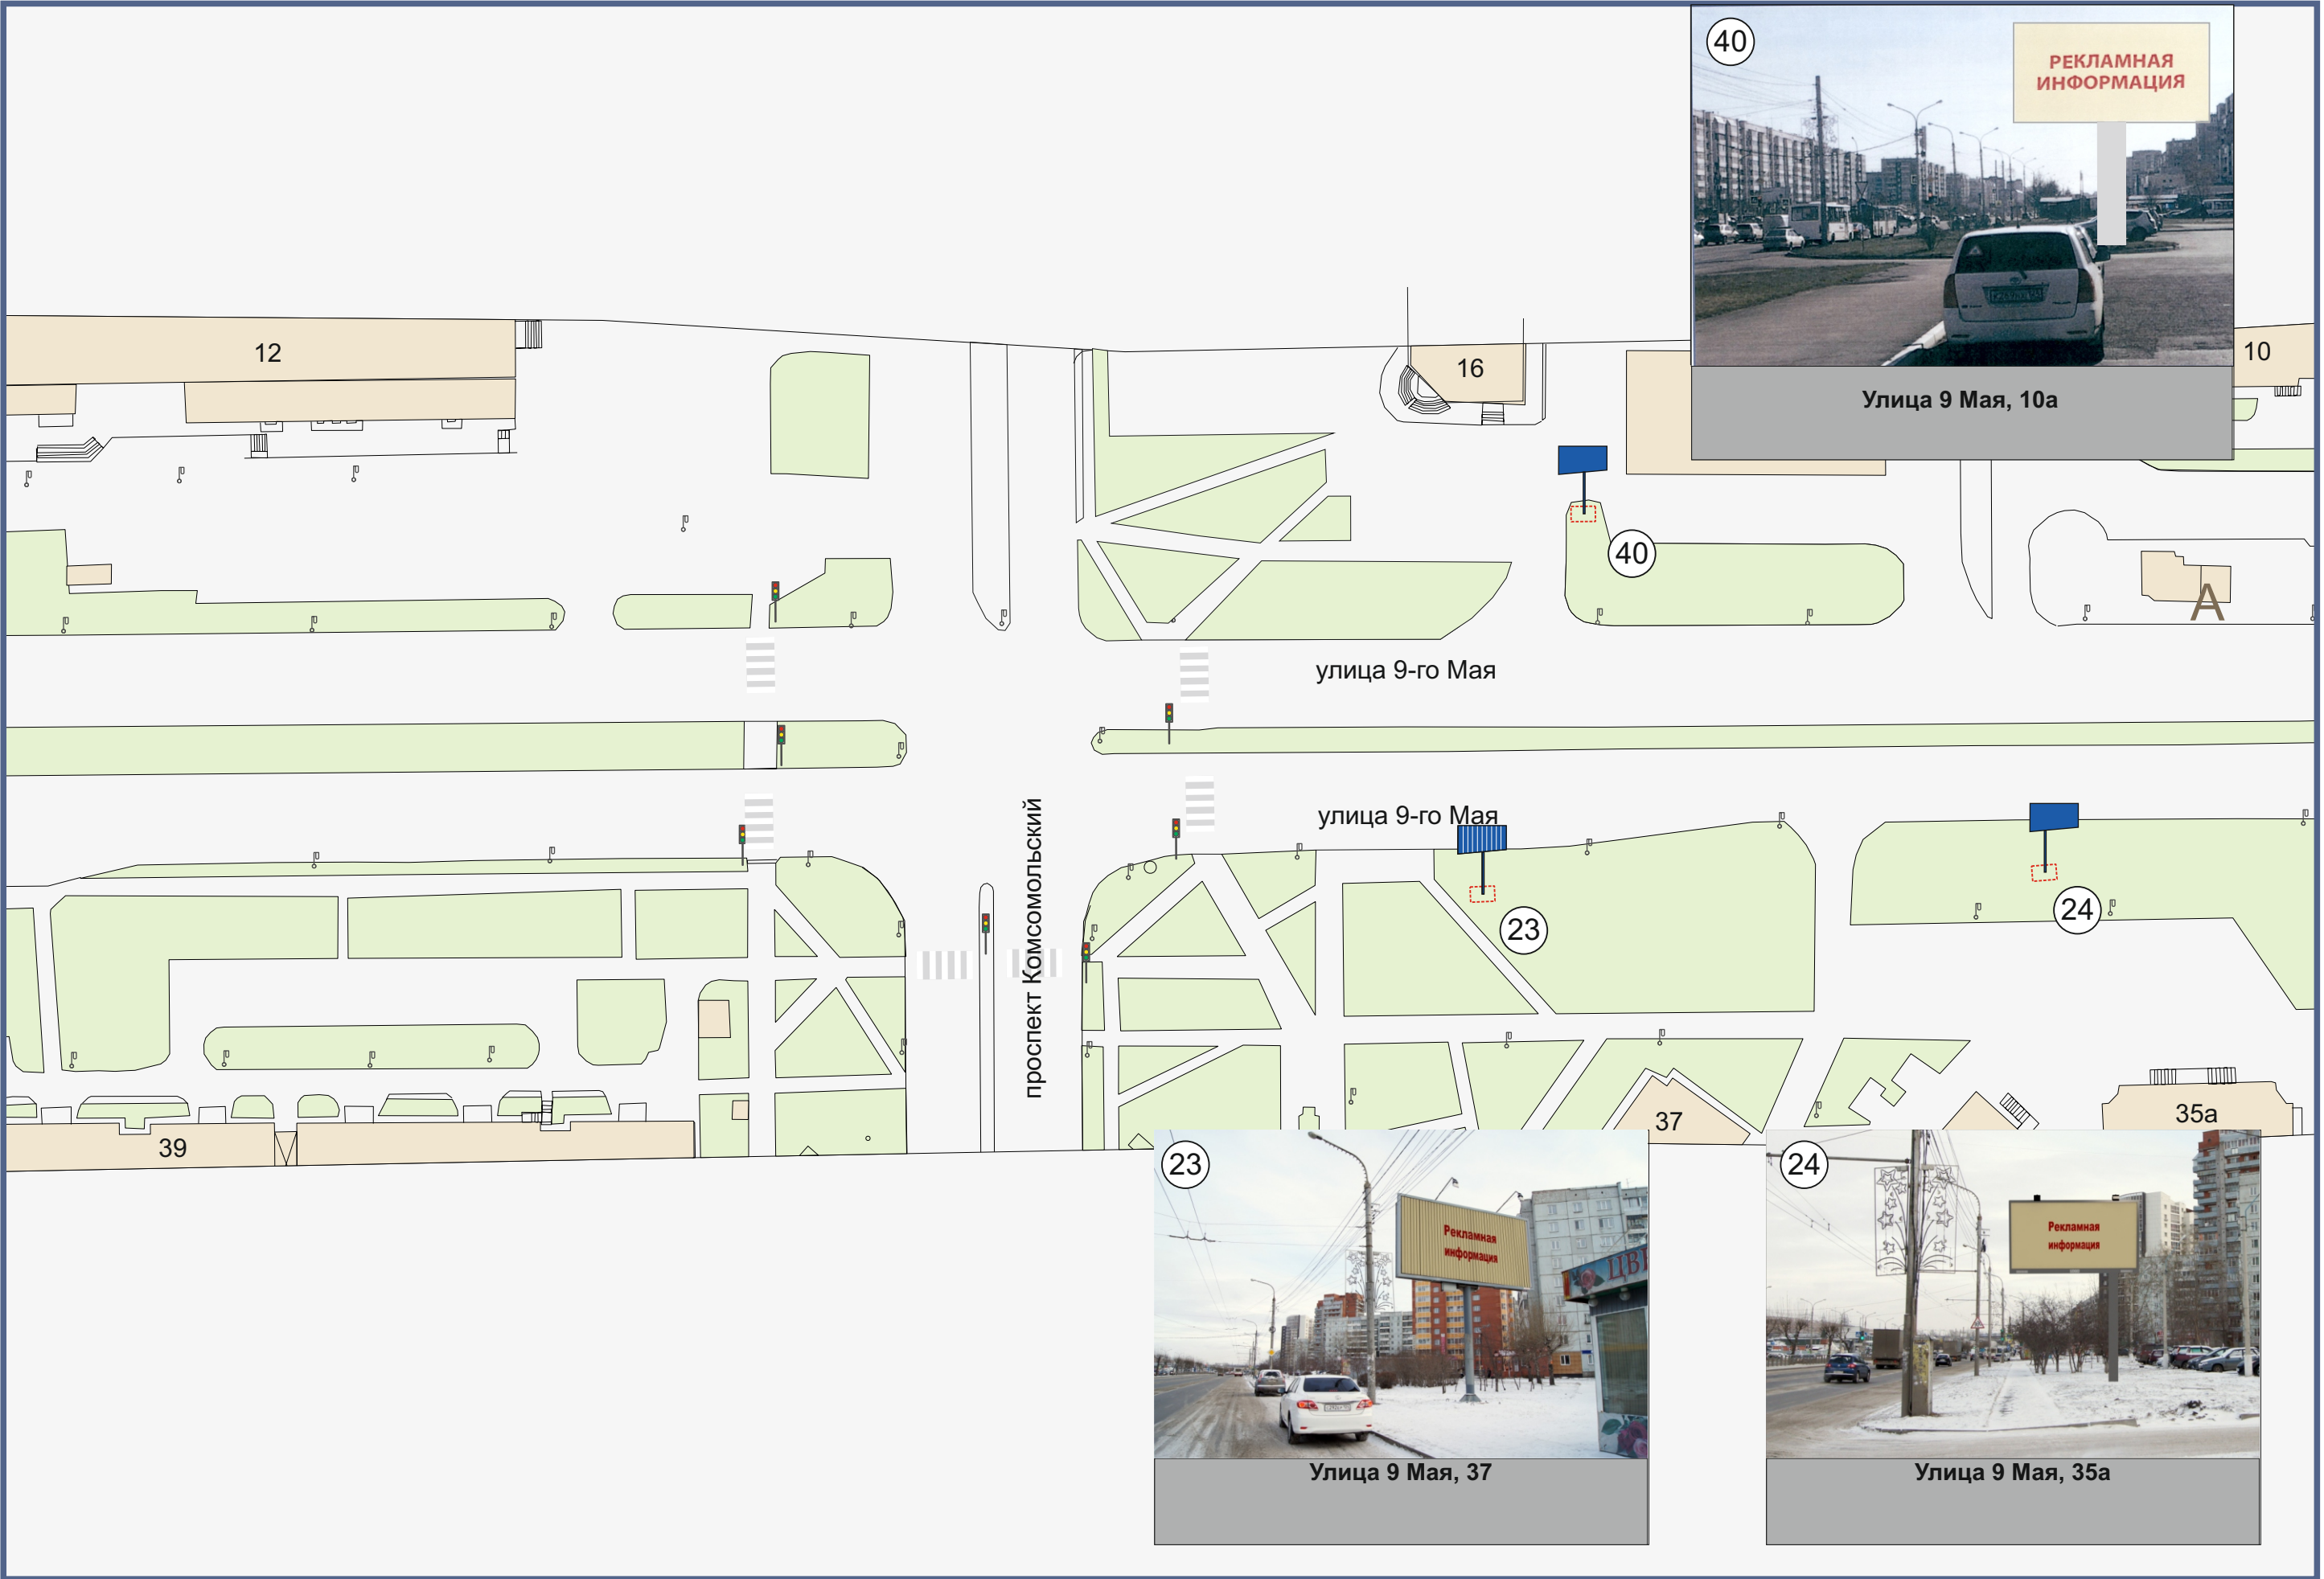 40
РЕКЛАМНАЯ
ИНФОРМАЦИЯ
Улица 9 Мая, 10а
12
16
10
40
А
улица 9-го Мая
улица 9-го Мая
проспект Комсомольский
23
24
39
37
35а
23
Рекламная
информация
ЦВ
Улица 9 Мая, 37
24
Рекламная
информация
Улица 9 Мая, 35а